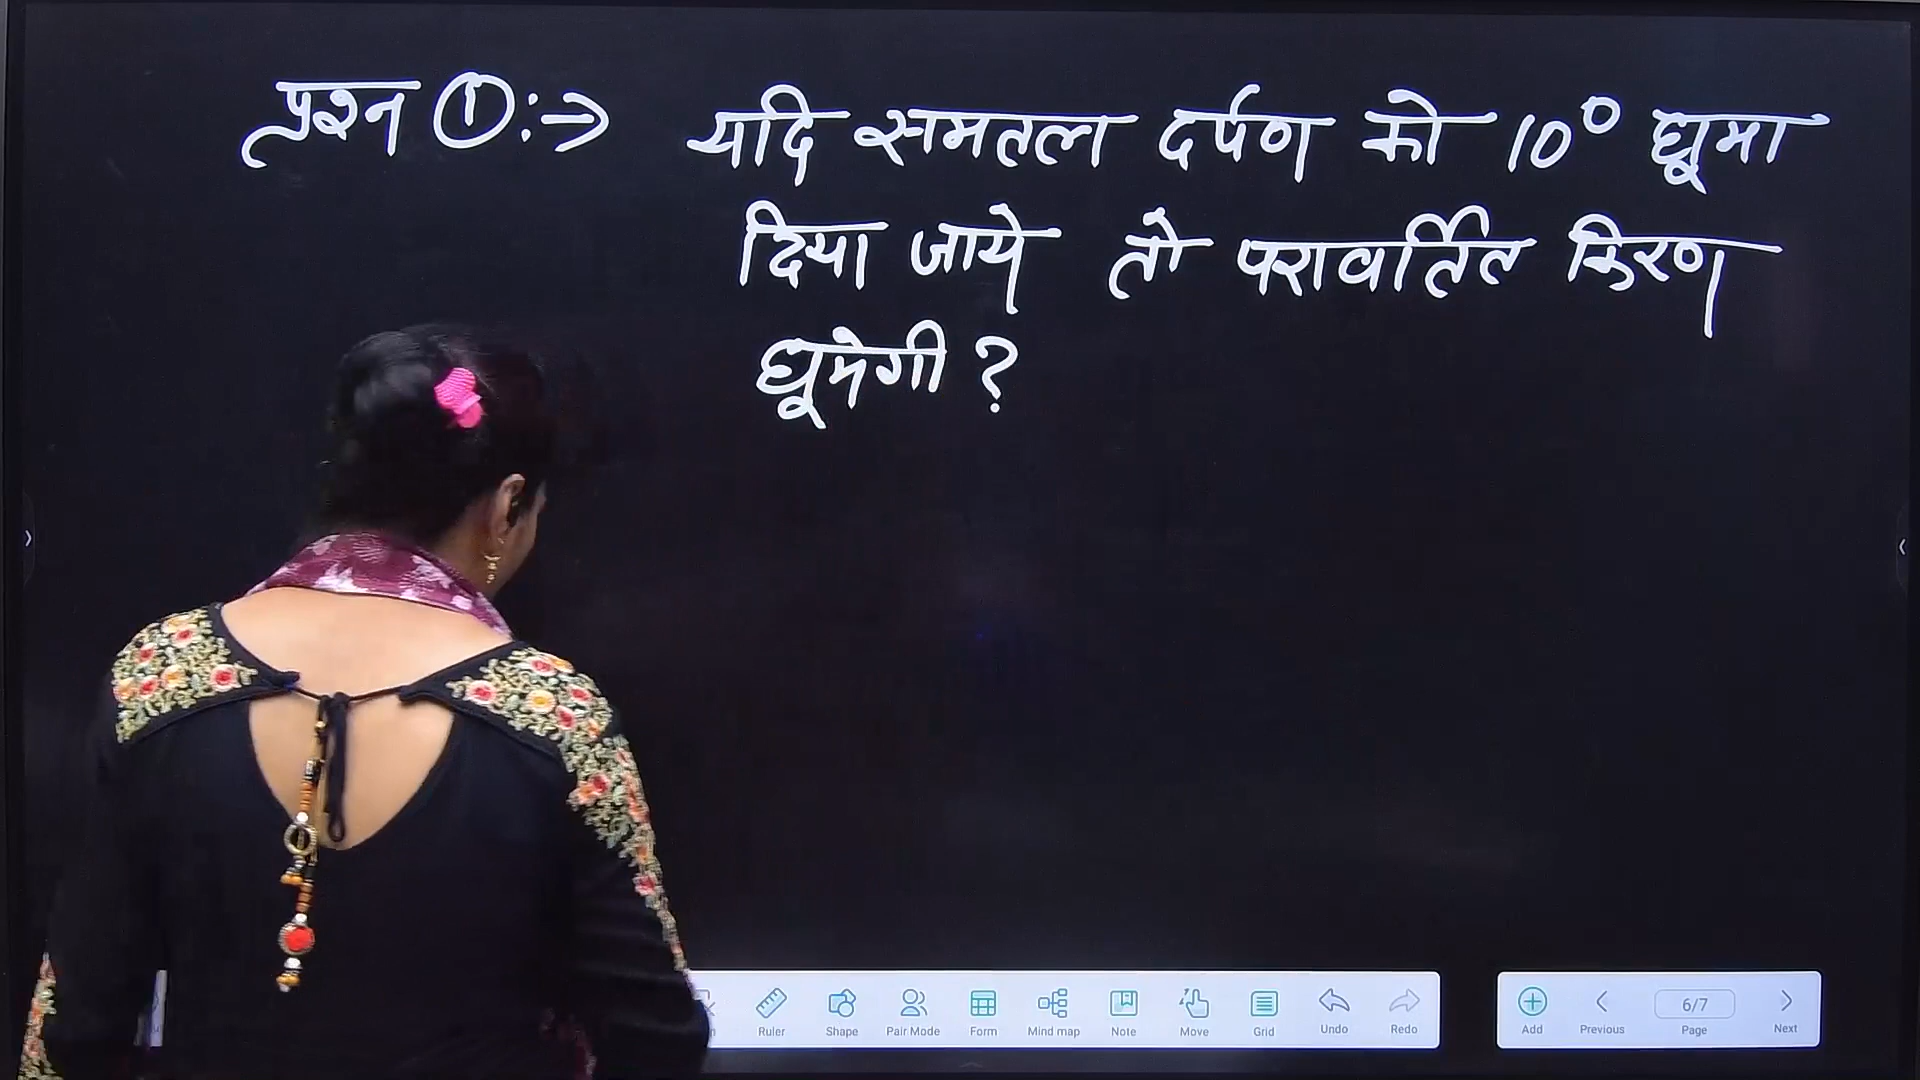 प्रश्न ①:→ यदि समतल दर्पण को 10° घूमा
दिया जाये तो परावर्तित किरण
घूमेगी ?
Ruler Shape Pair Mode Form Mind map Note Move Grid Undo Redo
Add Previous 6/7 Page Next